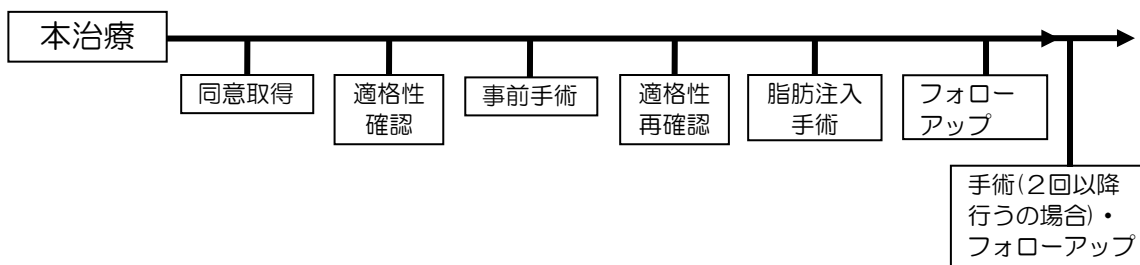 本治療
同意取得
適格性
確認
事前手術
適格性
再確認
脂肪注入
手術
フォロー
アップ
手術(2回以降
行うの場合)・
フォローアップ